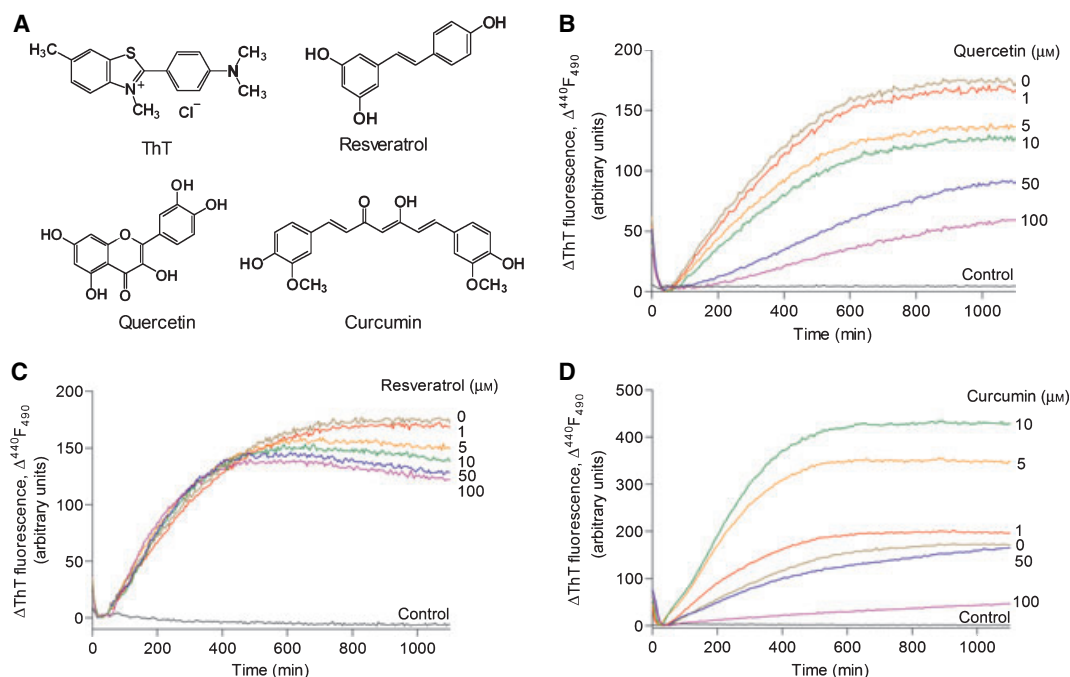 A
CH₃
S
N⁺
CH₃
N
CH₃
CH₃
Cl⁻
ThT
HO
OH
OH
Resveratrol
OH
OH
HO
O
OH
OH
O
Quercetin
O
OH
HO
OCH₃
OH
OCH₃
Curcumin
B
ΔThT fluorescence, Δ⁴⁴⁰F₄₉₀
(arbitrary units)
200
150
100
50
0
Quercetin (μM)
0
1
5
10
50
100
Control
0 200 400 600 800 1000
Time (min)
C
ΔThT fluorescence, Δ⁴⁴⁰F₄₉₀
(arbitrary units)
200
150
100
50
0
Resveratrol (μM)
0
1
5
10
50
100
Control
0 200 400 600 800 1000
Time (min)
D
ΔThT fluorescence, Δ⁴⁴⁰F₄₉₀
(arbitrary units)
500
400
300
200
100
0
Curcumin (μM)
10
5
1
0
50
100
Control
0 200 400 600 800 1000
Time (min)